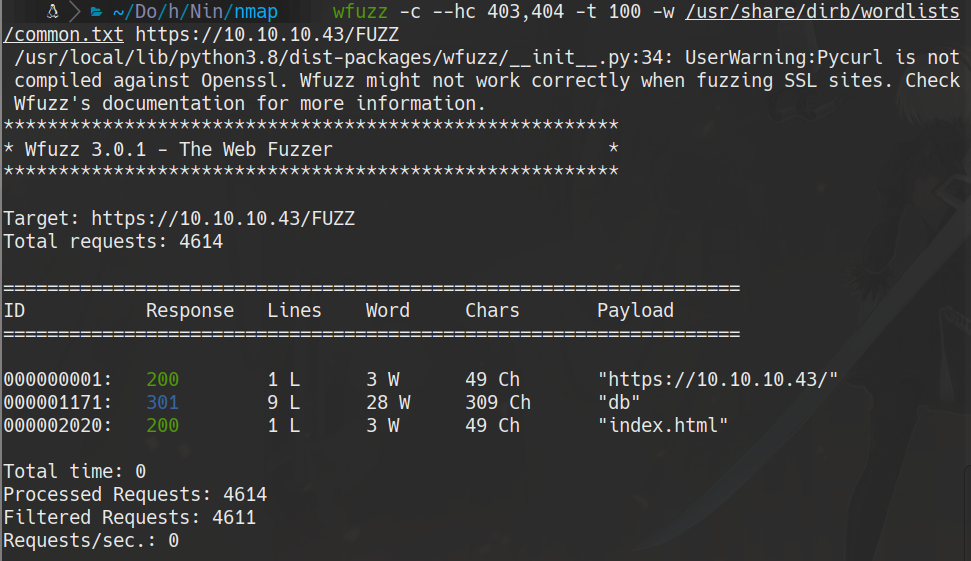 ~/Do/h/Nin/nmap wfuzz -c --hc 403,404 -t 100 -w /usr/share/dirb/wordlists
/common.txt https://10.10.10.43/FUZZ
/usr/local/lib/python3.8/dist-packages/wfuzz/__init__.py:34: UserWarning:Pycurl is not
compiled against Openssl. Wfuzz might not work correctly when fuzzing SSL sites. Check
Wfuzz's documentation for more information.
********************************************************
* Wfuzz 3.0.1 - The Web Fuzzer *
********************************************************
Target: https://10.10.10.43/FUZZ
Total requests: 4614
===================================================================
ID Response Lines Word Chars Payload
===================================================================
000000001: 200 1 L 3 W 49 Ch "https://10.10.10.43/"
000001171: 301 9 L 28 W 309 Ch "db"
000002020: 200 1 L 3 W 49 Ch "index.html"
Total time: 0
Processed Requests: 4614
Filtered Requests: 4611
Requests/sec.: 0